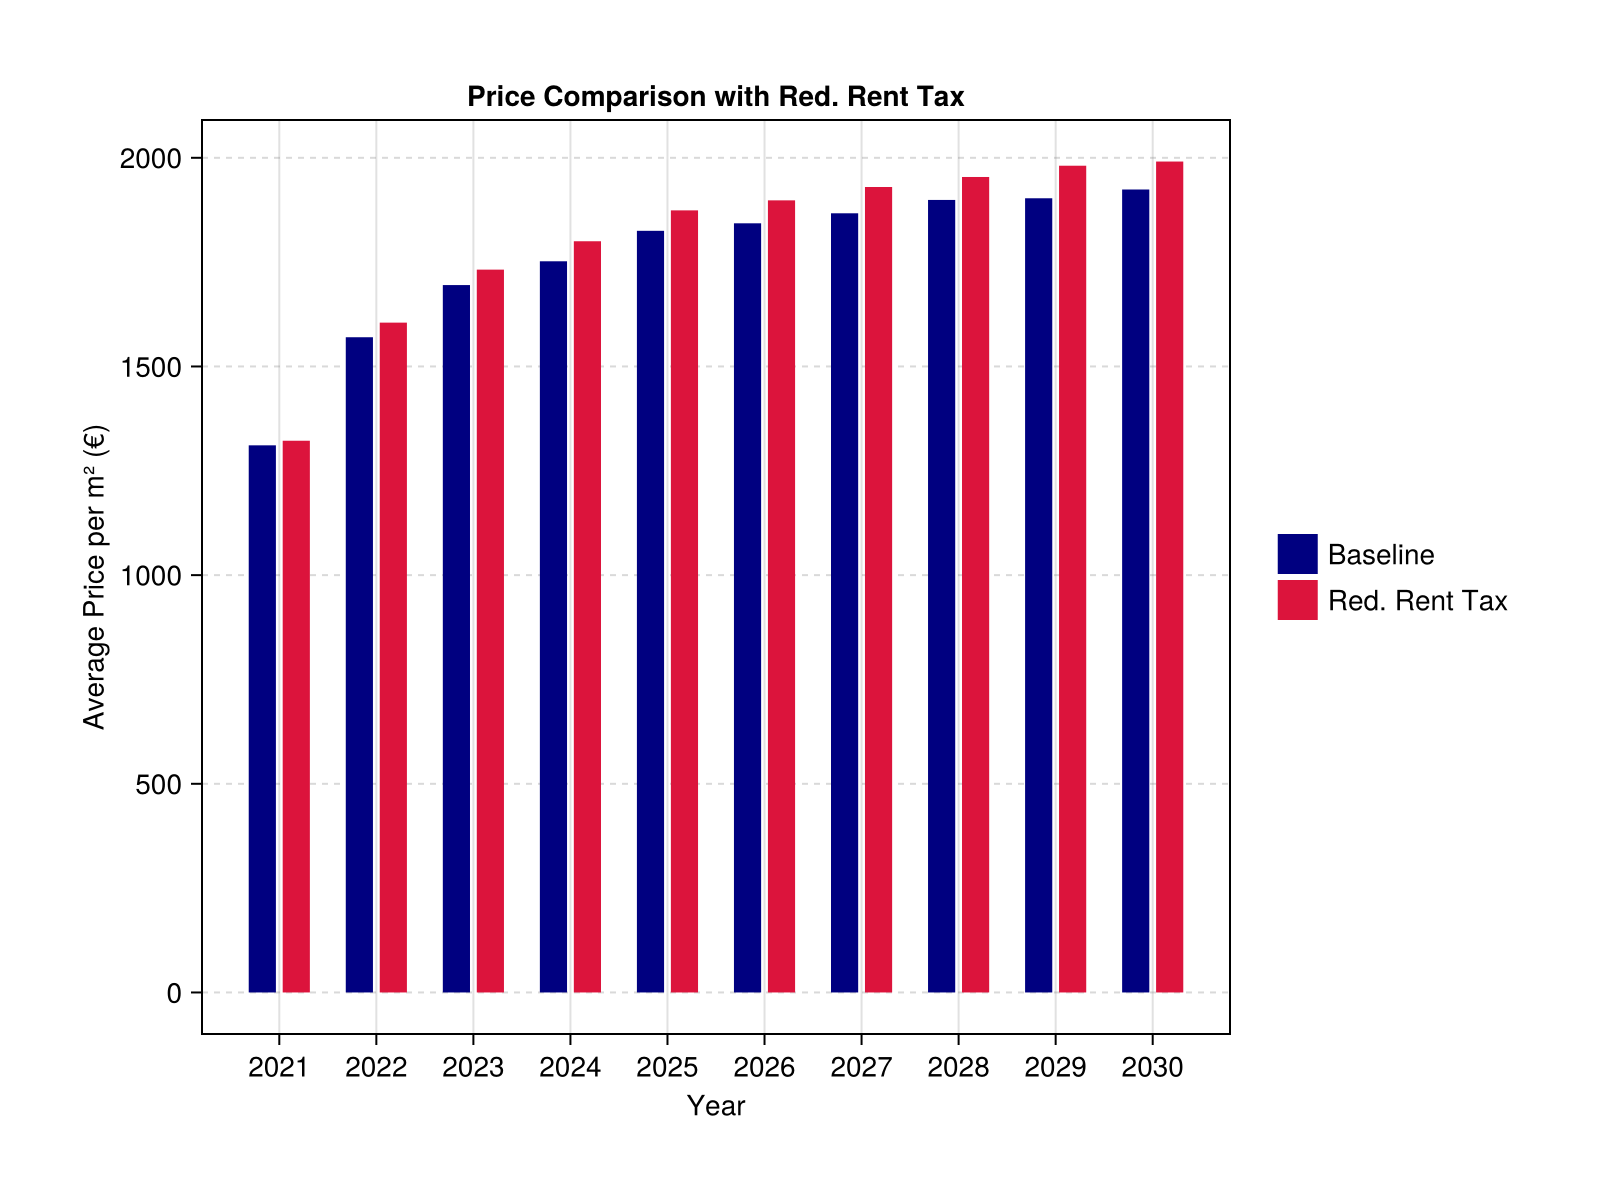 Price Comparison with Red. Rent Tax
2000
1500
1000
500
0
Average Price per m² (€)
2021 2022 2023 2024 2025 2026 2027 2028 2029 2030
Year
Baseline
Red. Rent Tax